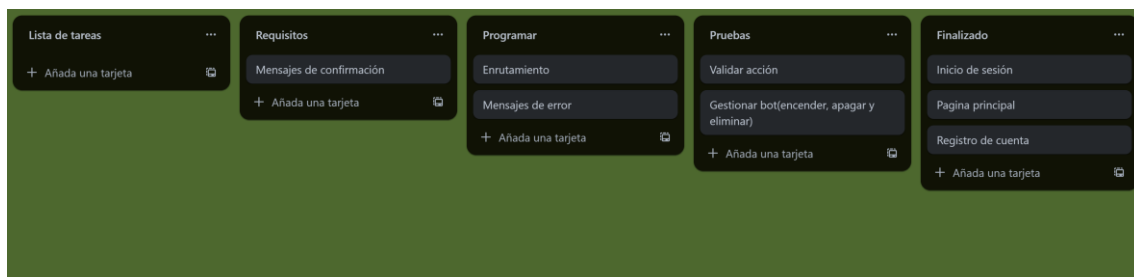 Lista de tareas
Añada una tarjeta
Requisitos
Mensajes de confirmación
Añada una tarjeta
Programar
Enrutamiento
Mensajes de error
Añada una tarjeta
Pruebas
Validar acción
Gestionar bot(encender, apagar y
eliminar)
Añada una tarjeta
Finalizado
Inicio de sesión
Pagina principal
Registro de cuenta
Añada una tarjeta